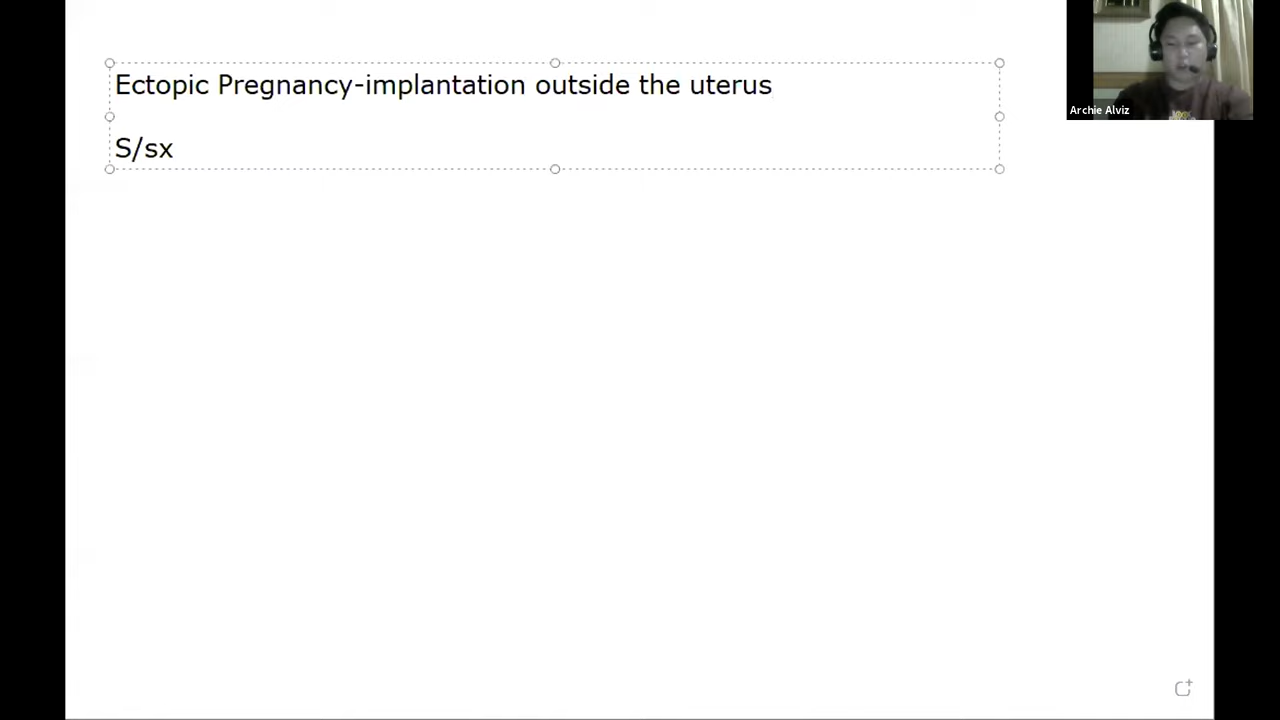 Ectopic Pregnancy-implantation outside the uterus
S/sx
Archie Alviz